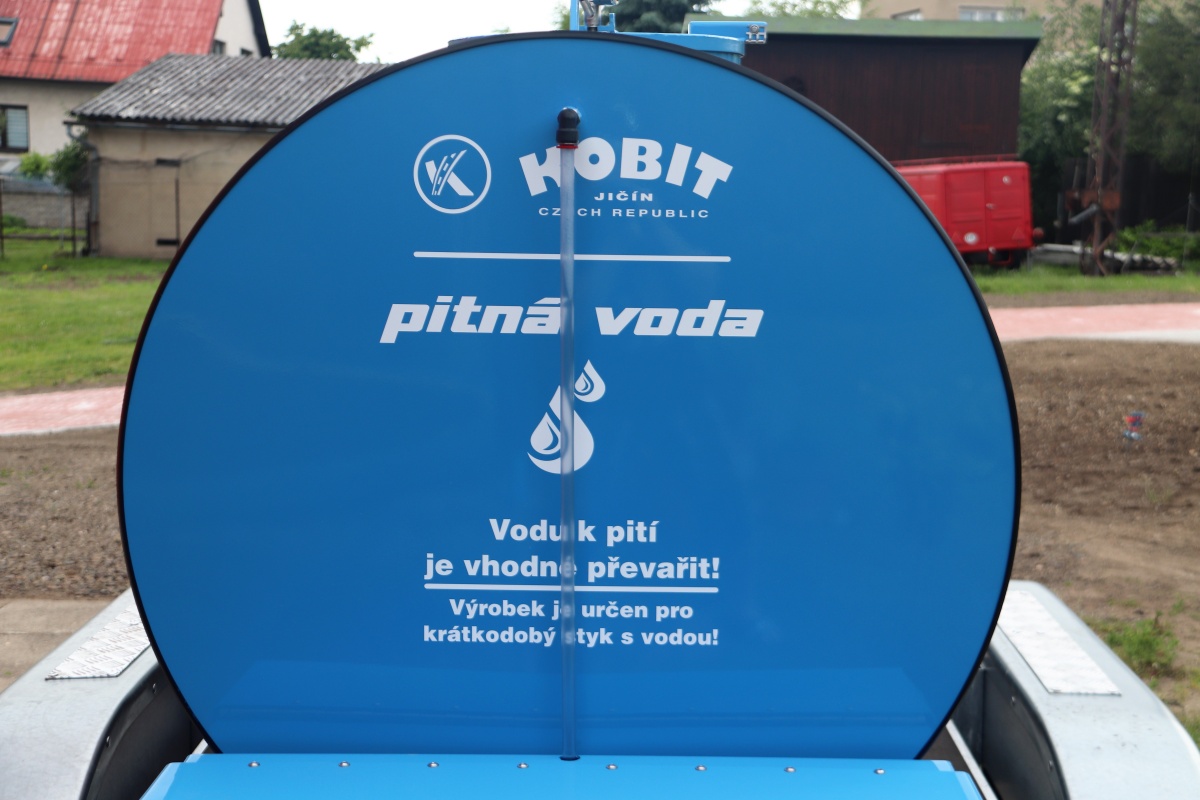 KOBIT
JIČÍN
CZECH REPUBLIC
pitná voda
Vodu k pití
je vhodné převařit!
Výrobek je určen pro
krátkodobý styk s vodou!